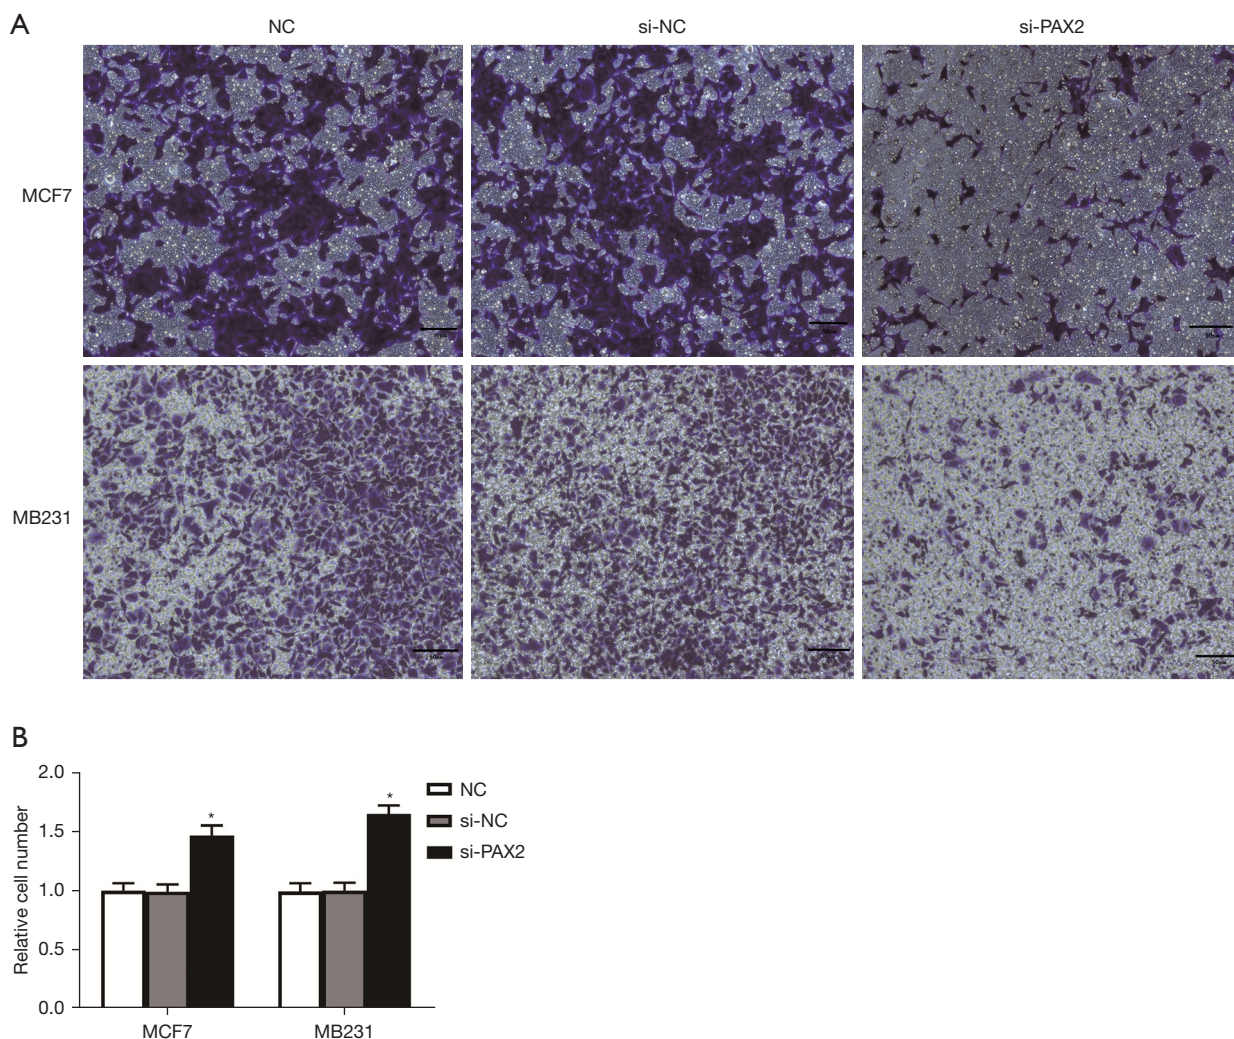 A
NC
si-NC
si-PAX2
MCF7
MB231
B
2.0
1.5
1.0
0.5
0.0
Relative cell number
*
*
NC
si-NC
si-PAX2
MCF7
MB231